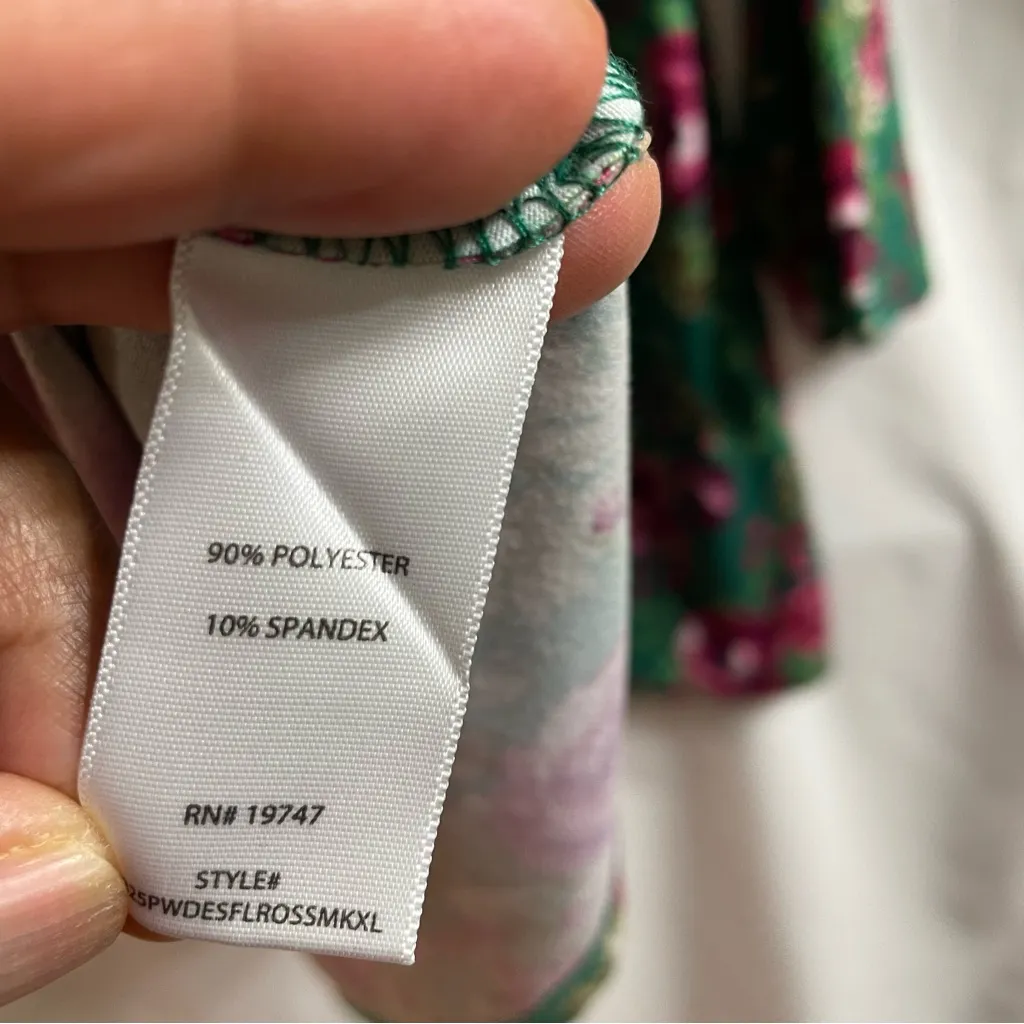 90% POLYESTER
10% SPANDEX
RN# 19747
STYLE#
25PWDESFLROSSMKXL